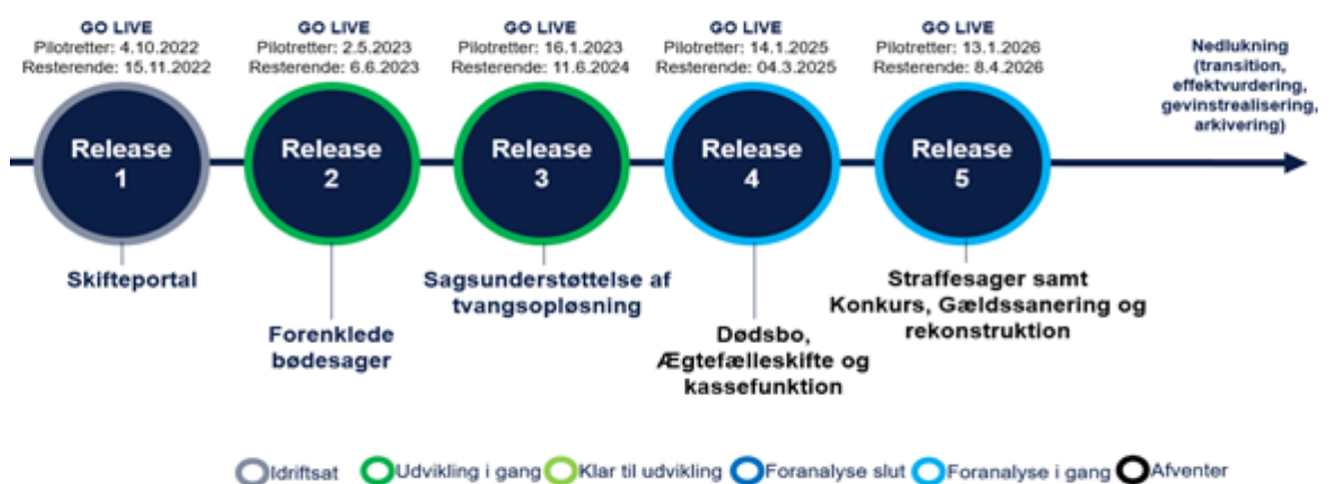 GO LIVE
Pilotretter: 4.10.2022
Resterende: 15.11.2022
GO LIVE
Pilotretter: 2.5.2023
Resterende: 6.6.2023
GO LIVE
Pilotretter: 16.1.2023
Resterende: 11.6.2024
GO LIVE
Pilotretter: 14.1.2025
Resterende: 04.3.2025
GO LIVE
Pilotretter: 13.1.2026
Resterende: 8.4.2026
Nedlukning
(transition,
effektvurdering,
gevinstrealisering,
arkivering)
Release
1
Release
2
Release
3
Release
4
Release
5
Skifteportal
Forenklede
bødesager
Sagsunderstøttelse af
tvangsopløsning
Dødsbo,
Ægtefælleskifte og
kassefunktion
Straffesager samt
Konkurs, Gældssanering og
rekonstruktion
Idriftsat
Udvikling i gang
Klar til udvikling
Foranalyse slut
Foranalyse i gang
Afventer